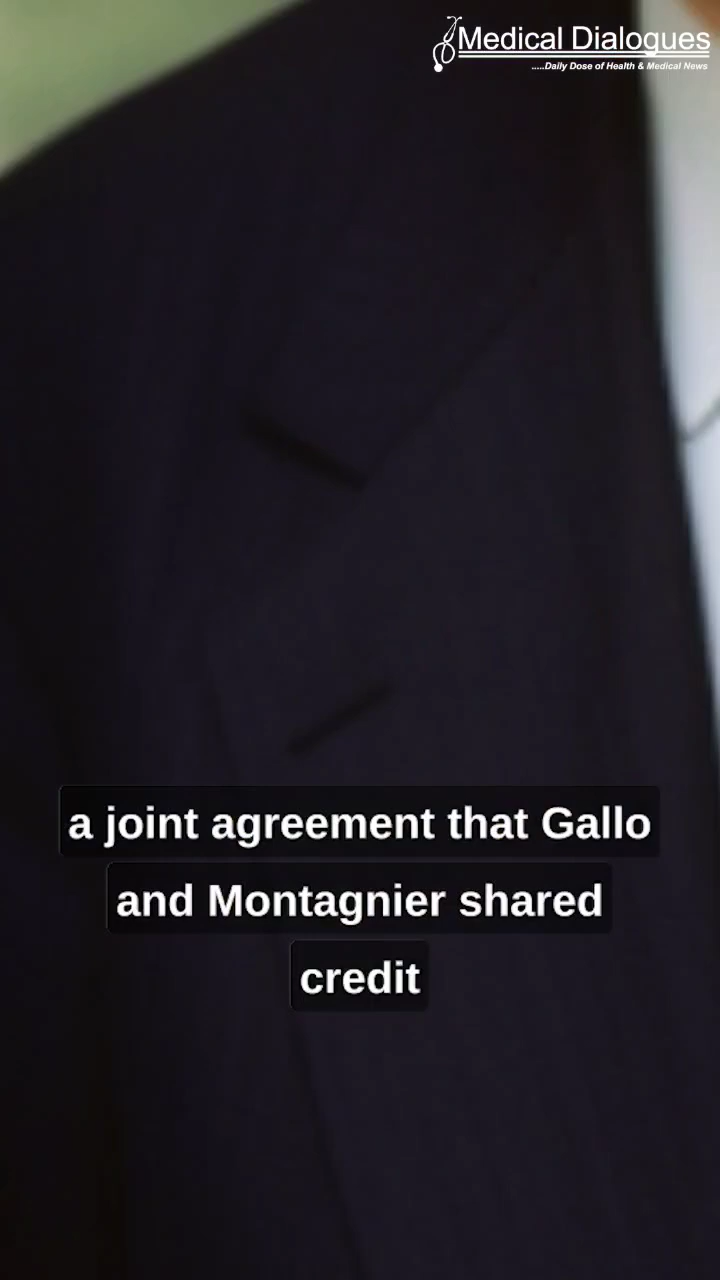 Medical Dialogues
.....Daily Dose of Health & Medical News
a joint agreement that Gallo
and Montagnier shared
credit